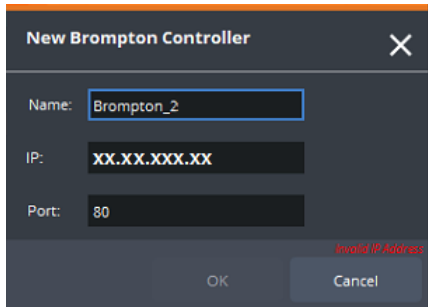 New Brompton Controller
Name: Brompton_2
IP: XX.XX.XXX.XX
Port: 80
Invalid IP Address
OK Cancel